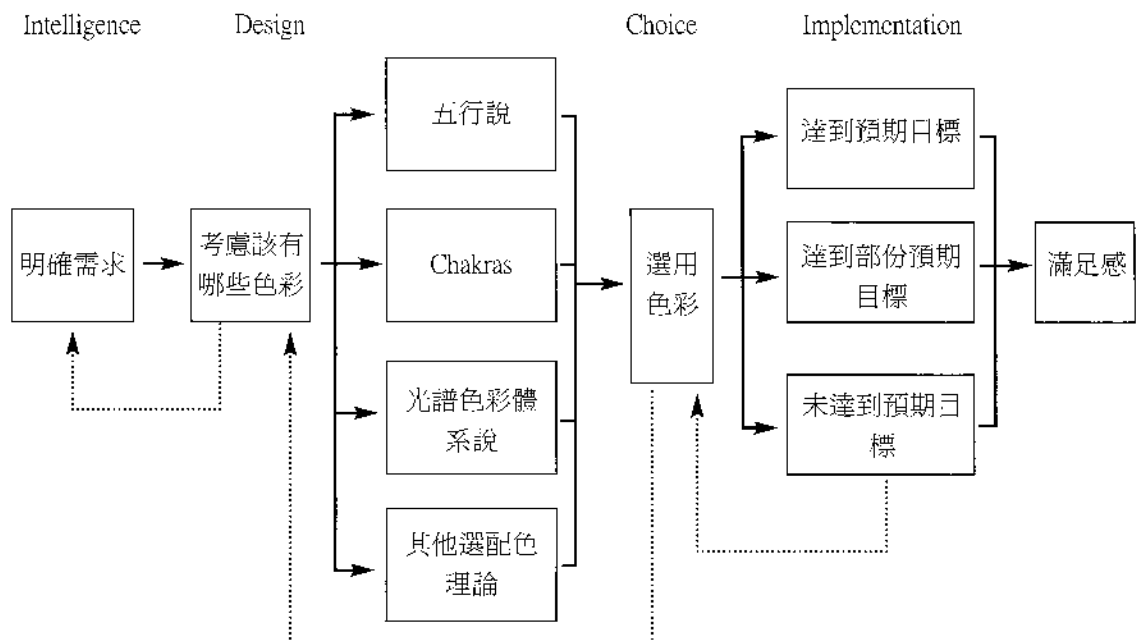 Intelligence
Design
Choice
Implementation
明確需求
考慮該有
哪些色彩
五行說
Chakras
光譜色彩體
系說
其他選配色
理論
選用
色彩
達到預期目標
達到部份預期
目標
未達到預期目
標
滿足感